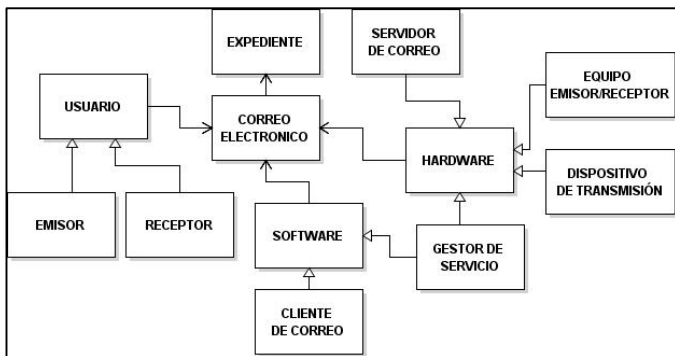 EXPEDIENTE
SERVIDOR
DE CORREO
EQUIPO
EMISOR/RECEPTOR
USUARIO
CORREO
ELECTRONICO
HARDWARE
DISPOSITIVO
DE TRANSMISIÓN
EMISOR
RECEPTOR
SOFTWARE
GESTOR DE
SERVICIO
CLIENTE
DE CORREO